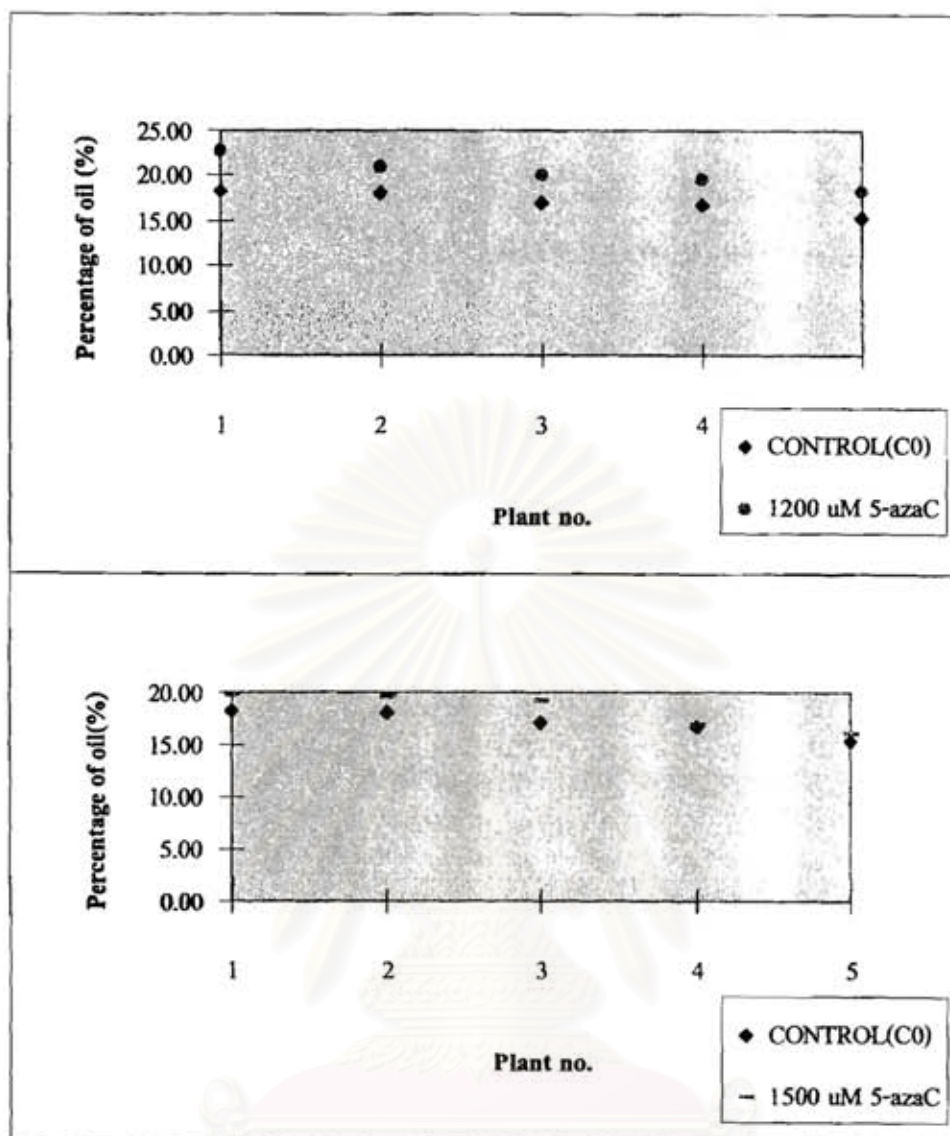 Percentage of oil (%)
25.00
20.00
15.00
10.00
5.00
0.00
1 2 3 4
Plant no.
CONTROL(C0)
1200 uM 5-azaC
Percentage of oil(%)
20.00
15.00
10.00
5.00
0.00
1 2 3 4 5
Plant no.
CONTROL(C0)
1500 uM 5-azaC